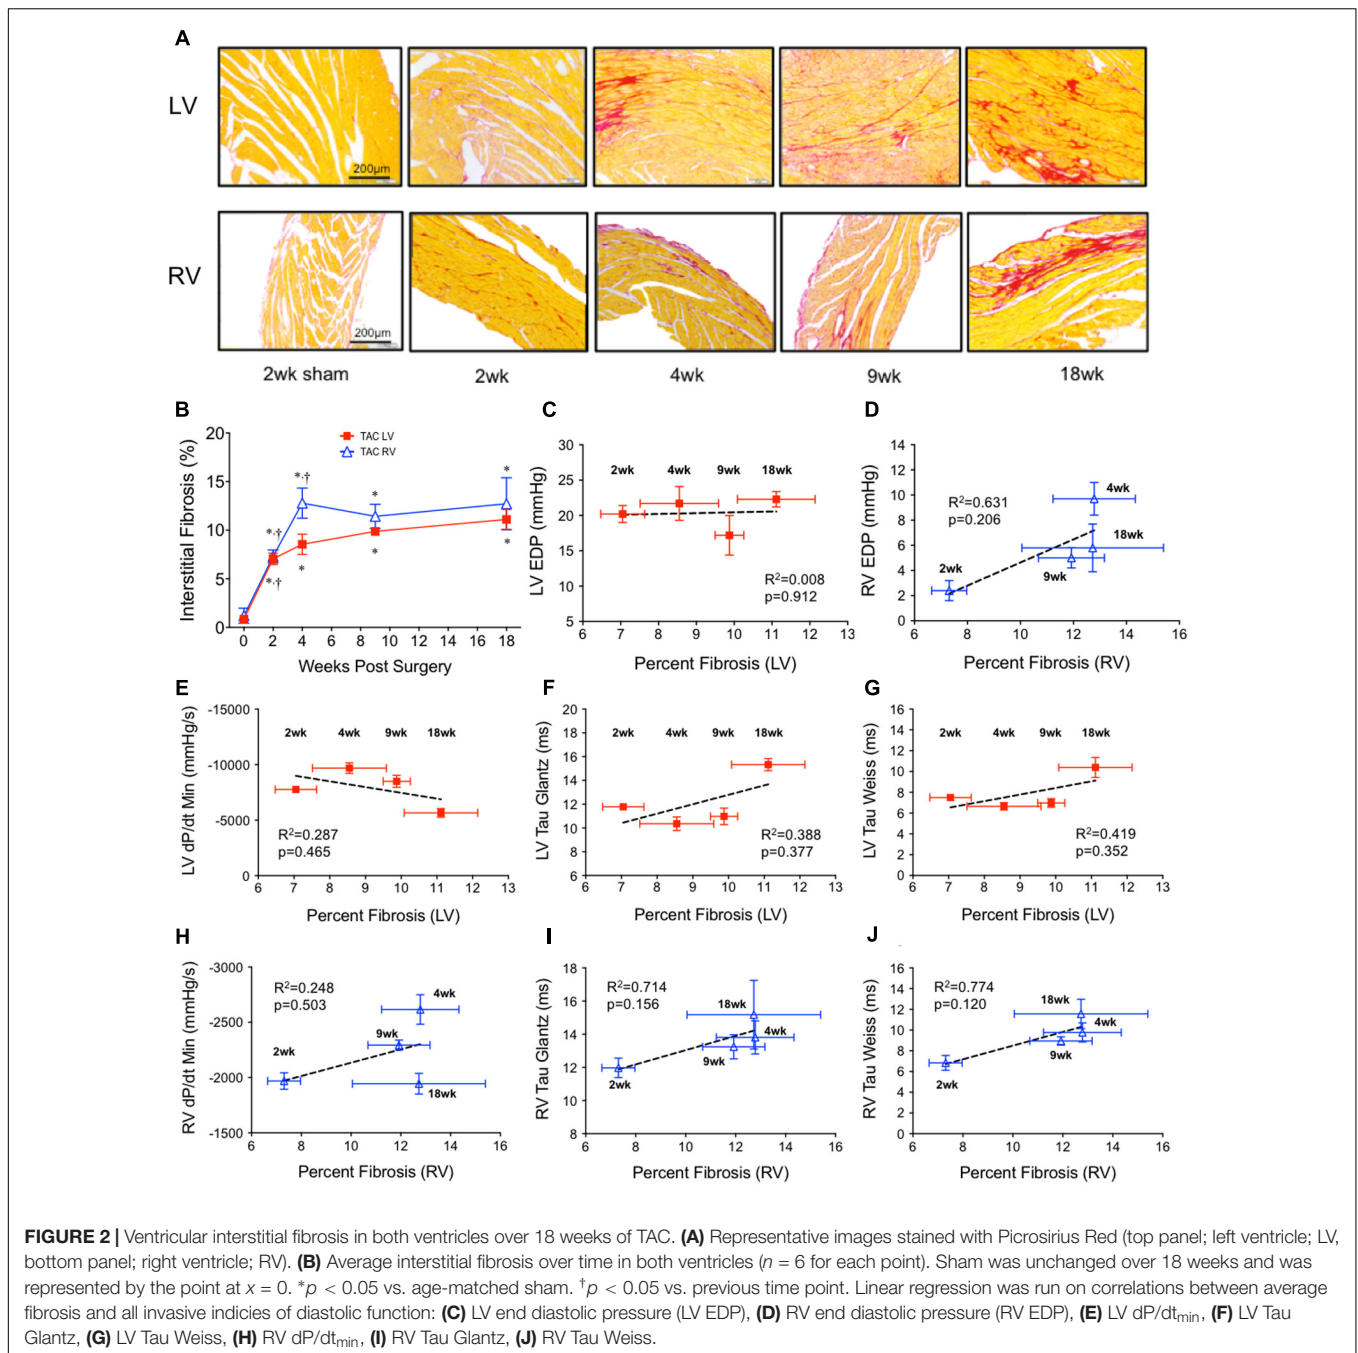 A
LV
200µm
RV
200µm
2wk sham
2wk
4wk
9wk
18wk
B
Interstitial Fibrosis (%)
20
15
10
5
0
TAC LV
TAC RV
*,†
*,†
*,†
*
*
*
*
*
0 2 4 6 8 10 12 14 16 18
Weeks Post Surgery
C
LV EDP (mmHg)
30
25
20
15
10
5
2wk 4wk 9wk 18wk
R²=0.008
p=0.912
6 7 8 9 10 11 12 13
Percent Fibrosis (LV)
D
RV EDP (mmHg)
14
12
10
8
6
4
2
0
R²=0.631
p=0.206
4wk
18wk
2wk
9wk
6 8 10 12 14 16
Percent Fibrosis (RV)
E
LV dP/dt Min (mmHg/s)
-15000
-10000
-5000
0
2wk 4wk 9wk 18wk
R²=0.287
p=0.465
6 7 8 9 10 11 12 13
Percent Fibrosis (LV)
F
LV Tau Glantz (ms)
20
18
16
14
12
10
8
6
2wk 4wk 9wk 18wk
R²=0.388
p=0.377
6 7 8 9 10 11 12 13
Percent Fibrosis (LV)
G
LV Tau Weiss (ms)
16
14
12
10
8
6
4
2
0
2wk 4wk 9wk 18wk
R²=0.419
p=0.352
6 7 8 9 10 11 12 13
Percent Fibrosis (LV)
H
RV dP/dt Min (mmHg/s)
-3000
-2500
-2000
-1500
R²=0.248
p=0.503
4wk
9wk
2wk
18wk
6 8 10 12 14 16
Percent Fibrosis (RV)
I
RV Tau Glantz (ms)
18
16
14
12
10
8
R²=0.714
p=0.156
18wk
4wk
9wk
2wk
6 8 10 12 14 16
Percent Fibrosis (RV)
J
RV Tau Weiss (ms)
16
14
12
10
8
6
4
2
0
R²=0.774
p=0.120
18wk
4wk
9wk
2wk
6 8 10 12 14 16
Percent Fibrosis (RV)
FIGURE 2 | Ventricular interstitial fibrosis in both ventricles over 18 weeks of TAC. (A) Representative images stained with Picrosirius Red (top panel; left ventricle; LV,
bottom panel; right ventricle; RV). (B) Average interstitial fibrosis over time in both ventricles (n = 6 for each point). Sham was unchanged over 18 weeks and was
represented by the point at x = 0. *p < 0.05 vs. age-matched sham. †p < 0.05 vs. previous time point. Linear regression was run on correlations between average
fibrosis and all invasive indicies of diastolic function: (C) LV end diastolic pressure (LV EDP), (D) RV end diastolic pressure (RV EDP), (E) LV dP/dtmin, (F) LV Tau
Glantz, (G) LV Tau Weiss, (H) RV dP/dtmin, (I) RV Tau Glantz, (J) RV Tau Weiss.